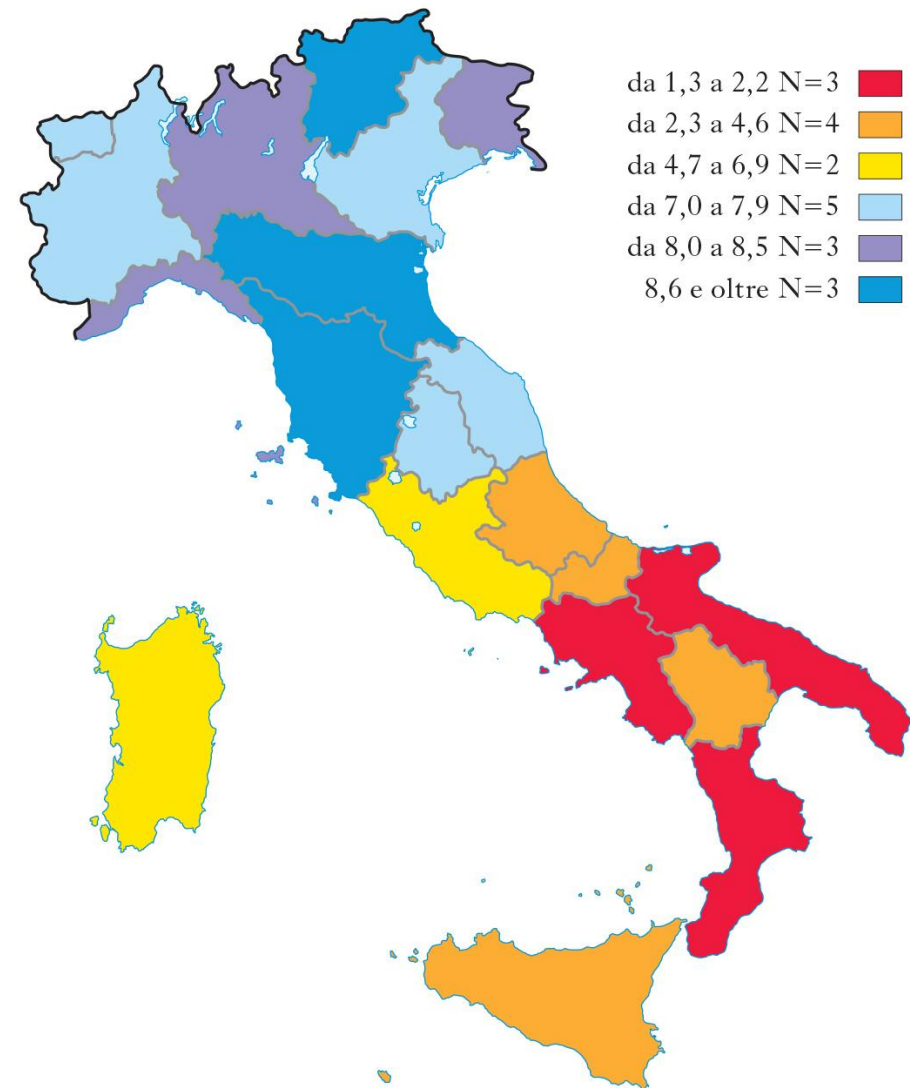 da 1,3 a 2,2 N=3
da 2,3 a 4,6 N=4
da 4,7 a 6,9 N=2
da 7,0 a 7,9 N=5
da 8,0 a 8,5 N=3
8,6 e oltre N=3